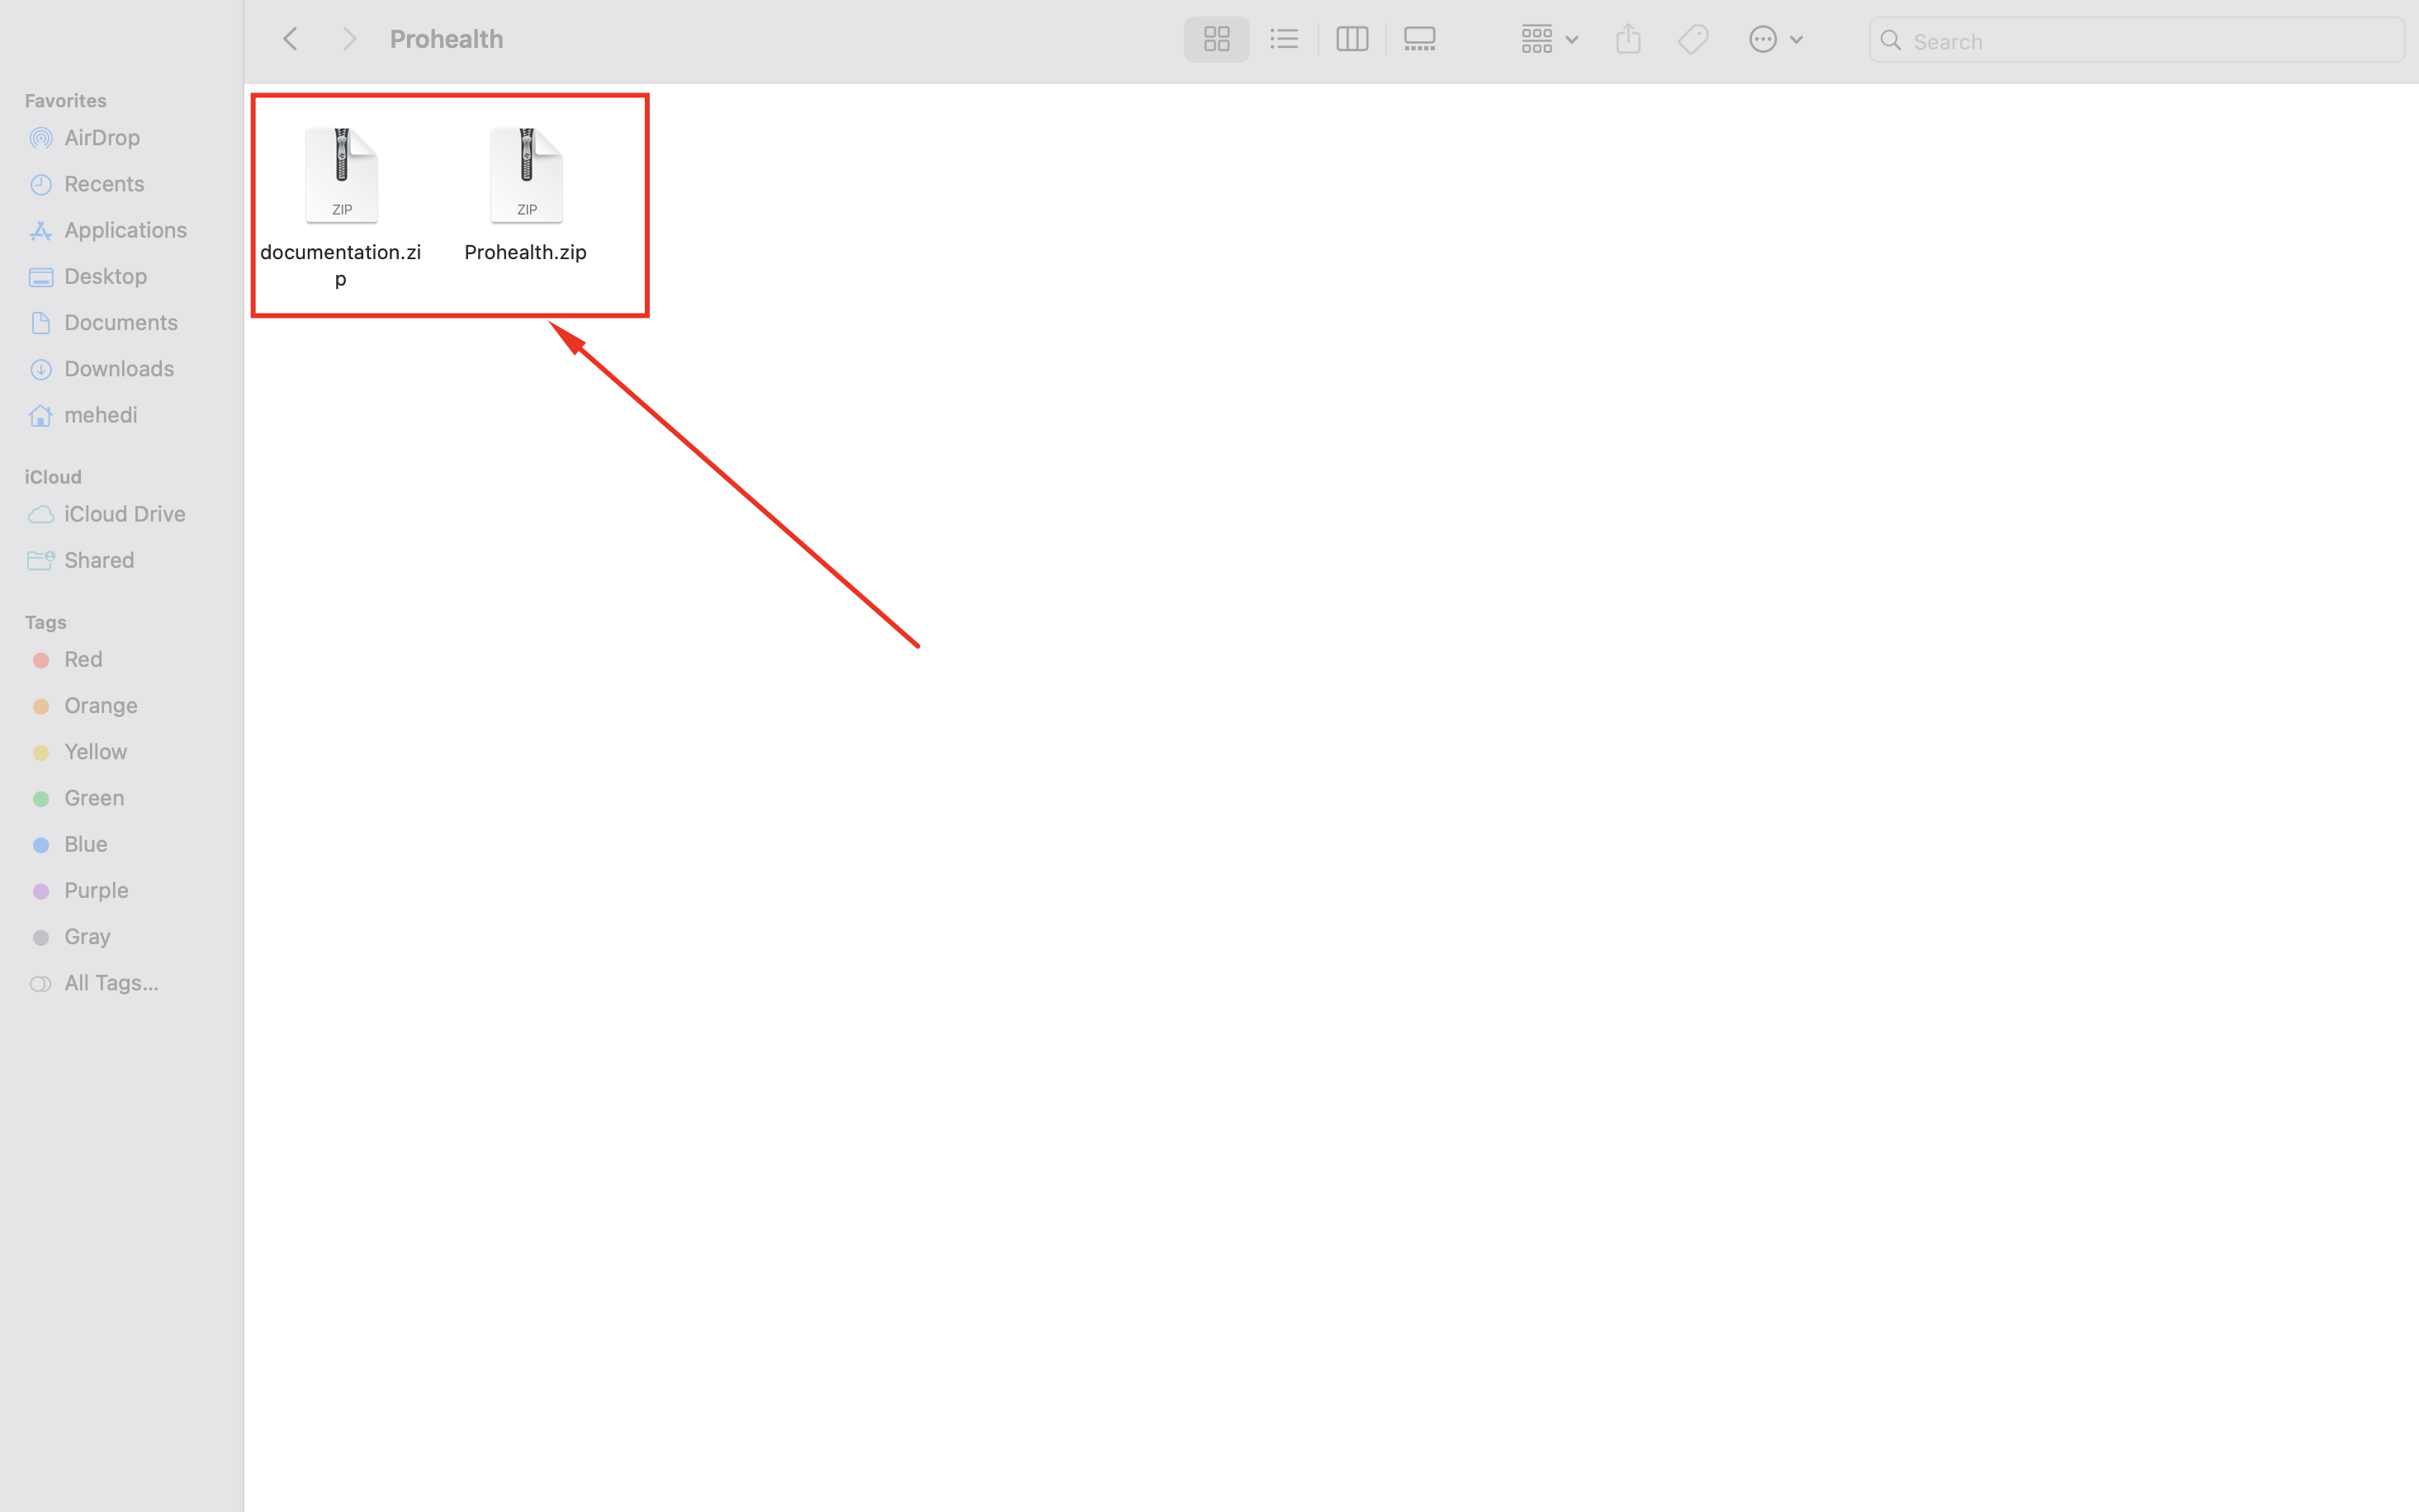 Prohealth
Search
Favorites
AirDrop
Recents
Applications
Desktop
Documents
Downloads
mehedi
iCloud
iCloud Drive
Shared
Tags
Red
Orange
Yellow
Green
Blue
Purple
Gray
All Tags...
ZIP
documentation.zi
p
ZIP
Prohealth.zip